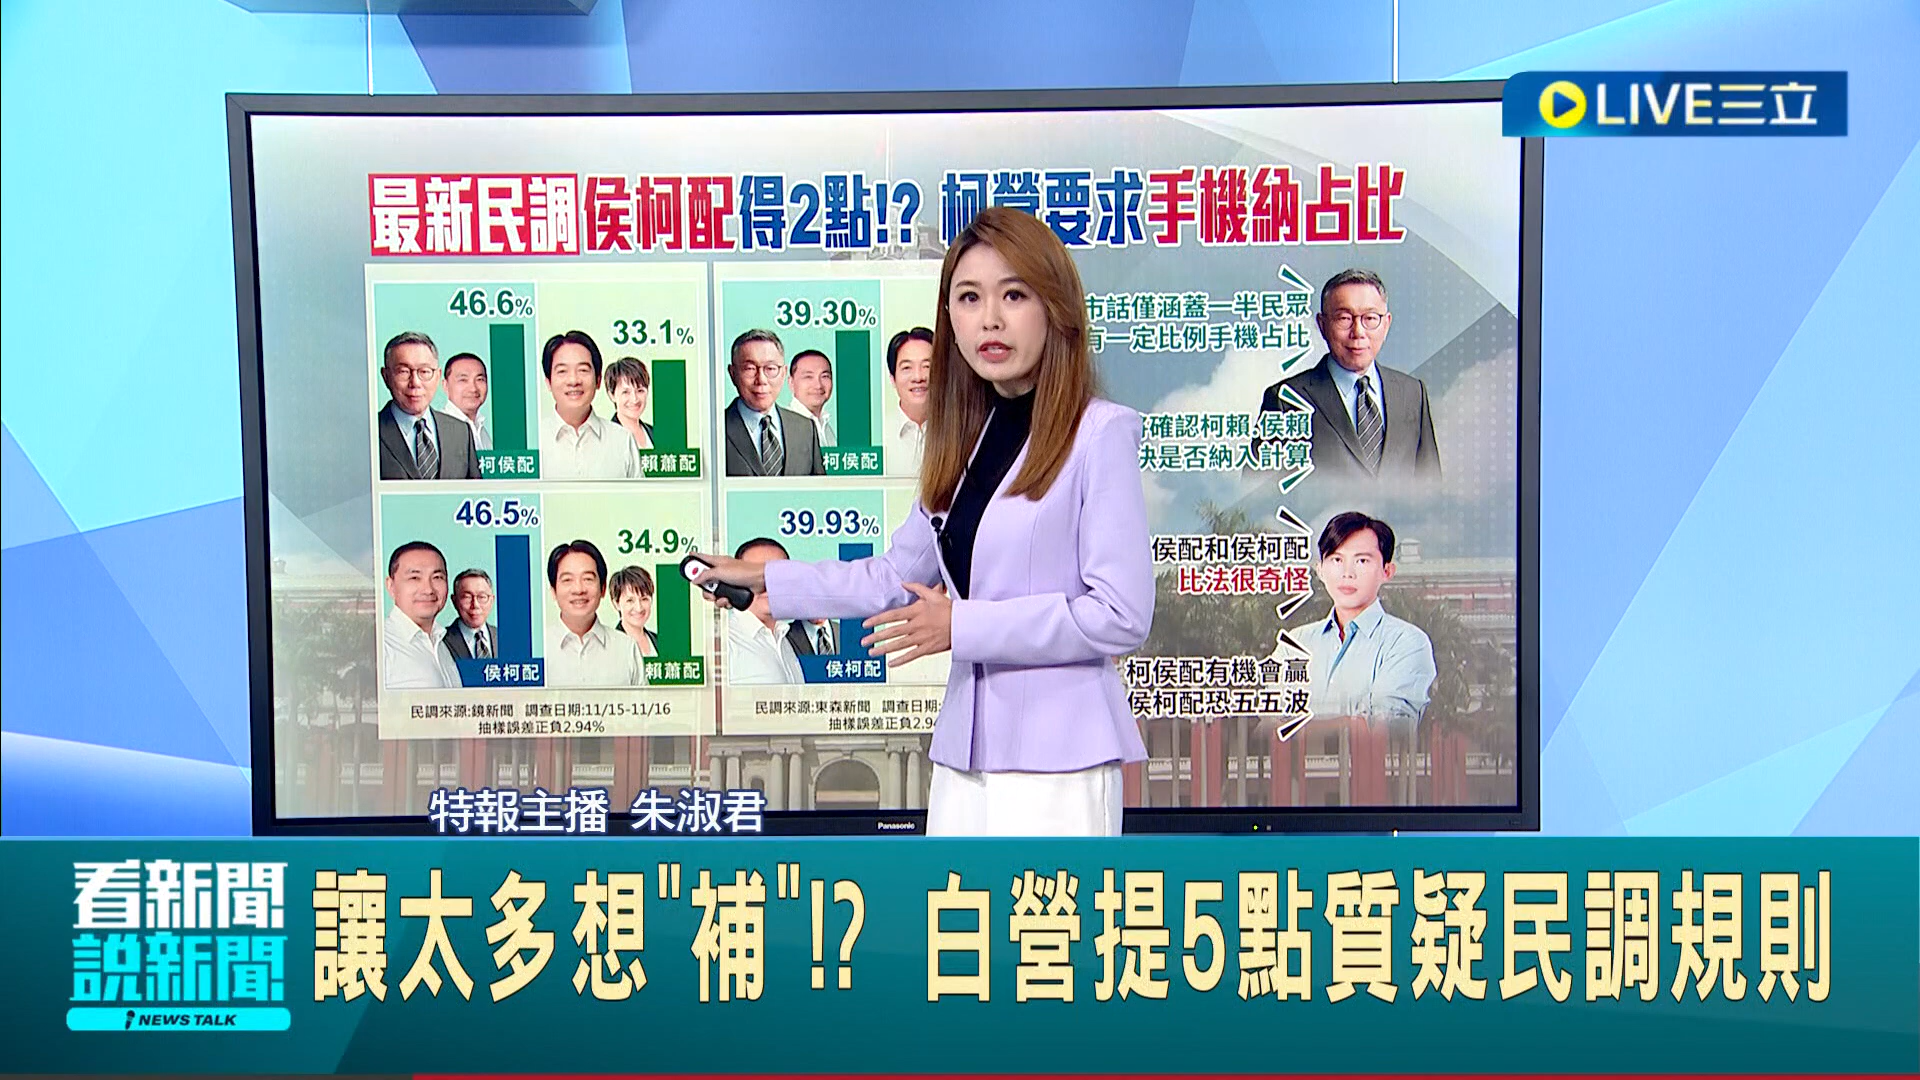 LIVE三立
最新民調侯柯配得2點!? 柯營要求手機納占比
46.6%
33.1%
柯侯配
賴蕭配
46.5%
34.9%
侯柯配
賴蕭配
民調來源:鏡新聞 調查日期:11/15-11/16
抽樣誤差正負2.94%
39.30%
柯侯配
39.93%
侯柯配
民調來源:東森新聞 調查日期:
抽樣誤差正負2.9
市話僅涵蓋一半民眾
有一定比例手機占比
確認柯賴、侯賴
決是否納入計算
侯配和侯柯配
比法很奇怪
柯侯配有機會贏
侯柯配恐五五波
Panasonic
特報主播 朱淑君
看新聞
說新聞
NEWS TALK
讓太多想"補"!? 白營提5點質疑民調規則